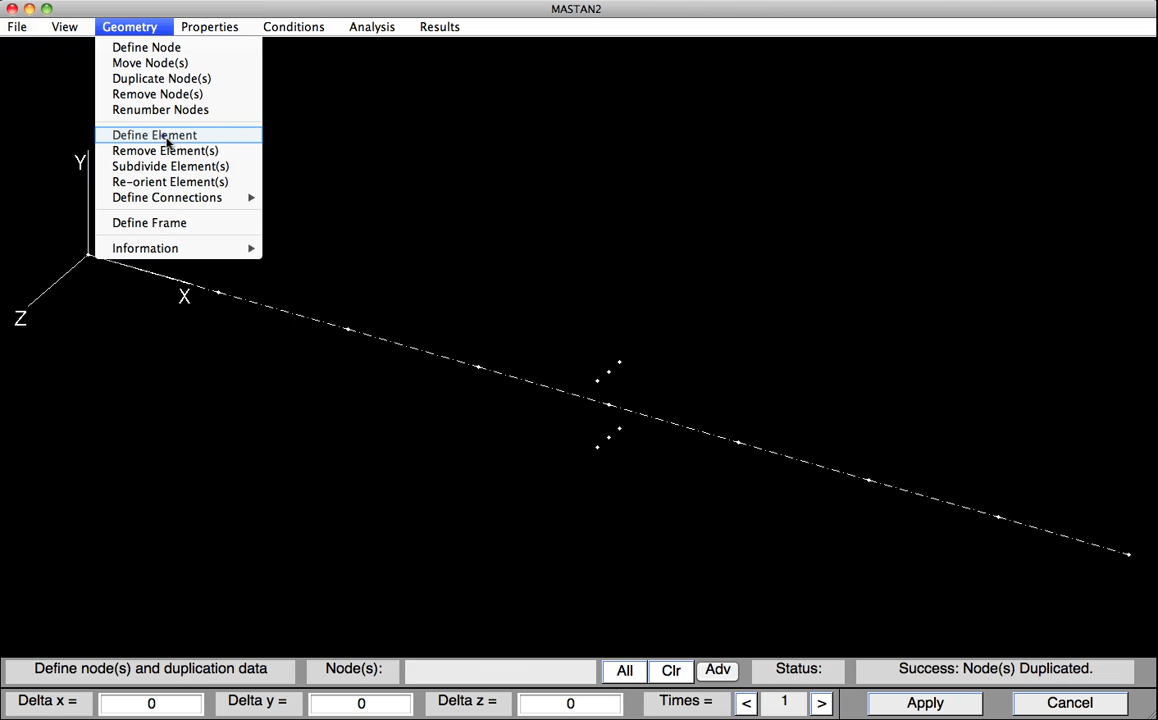 MASTAN2
File View Geometry Properties Conditions Analysis Results
Define Node
Move Node(s)
Duplicate Node(s)
Remove Node(s)
Renumber Nodes
Define Element
Remove Element(s)
Subdivide Element(s)
Re-orient Element(s)
Define Connections
Define Frame
Information
Y
X
Z
Define node(s) and duplication data Node(s): All Clr Adv Status: Success: Node(s) Duplicated.
Delta x = 0 Delta y = 0 Delta z = 0 Times = < 1 > Apply Cancel